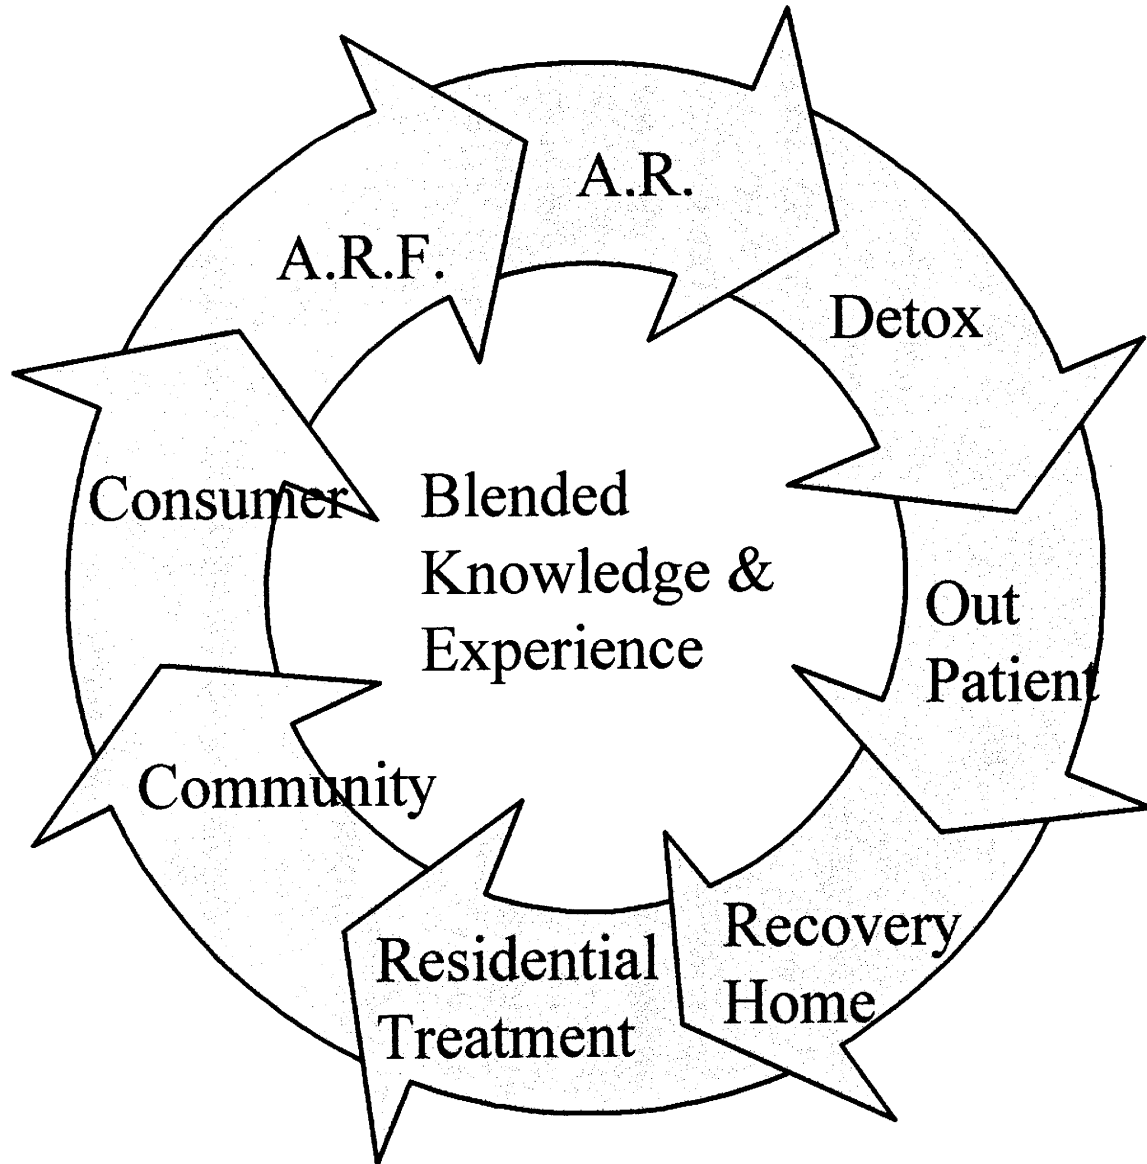 A.R.
A.R.F.
Detox
Consumer
Blended
Knowledge &
Experience
Out
Patient
Community
Recovery
Home
Residential
Treatment